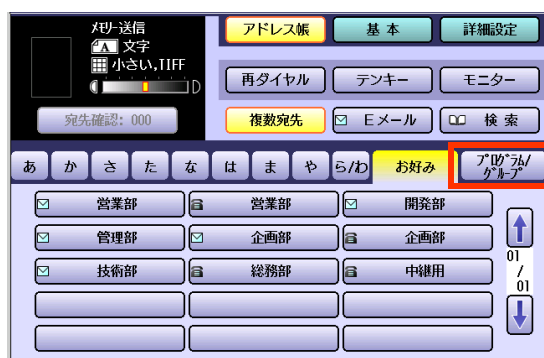 ﾒﾓﾘｰ送信
A 文字
小さい,TIFF
D
宛先確認: 000
アドレス帳
基本
詳細設定
再ダイヤル
テンキー
モニター
複数宛先
Eメール
検索
あ か さ た な は ま や ら/わ お好み ﾌﾟﾛｸﾞﾗﾑ/
ｸﾞﾙｰﾌﾟ
営業部 営業部 開発部
管理部 企画部 企画部
技術部 総務部 中継用
01
/
01